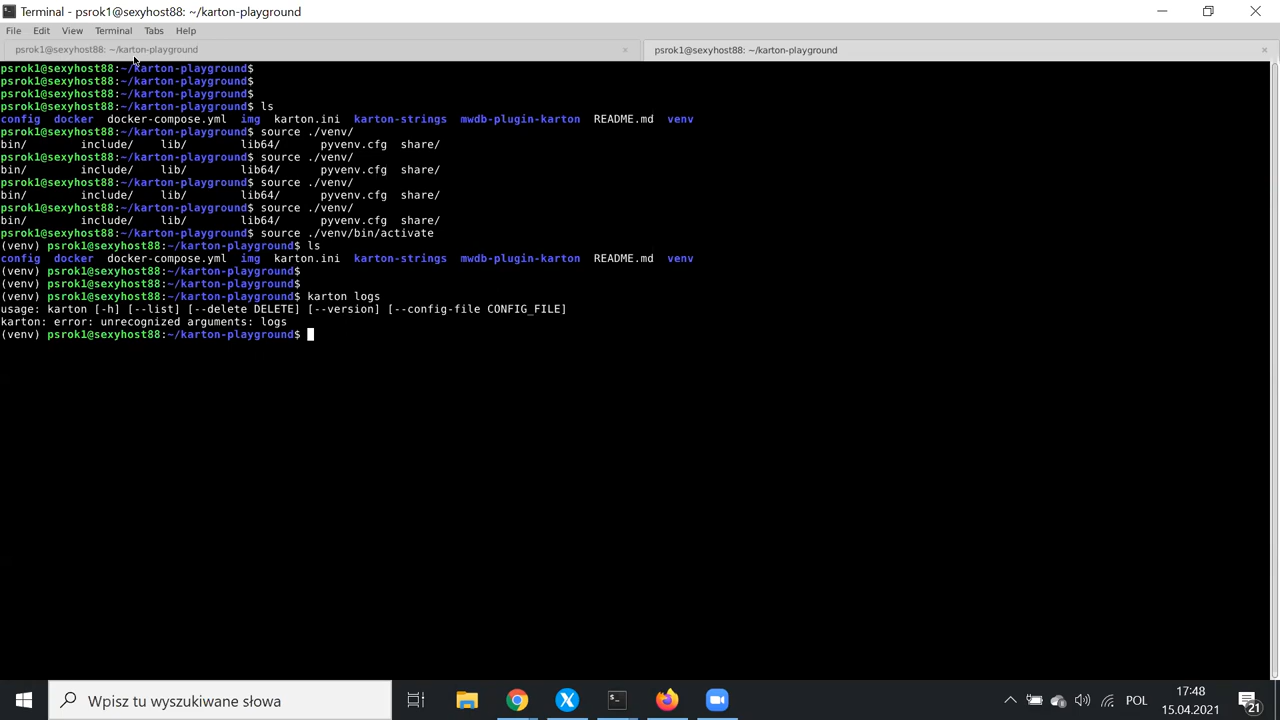 Terminal - psrok1@sexyhost88: ~/karton-playground
File Edit View Terminal Tabs Help
psrok1@sexyhost88: ~/karton-playground × psrok1@sexyhost88: ~/karton-playground ×
psrok1@sexyhost88:~/karton-playground$
psrok1@sexyhost88:~/karton-playground$
psrok1@sexyhost88:~/karton-playground$
psrok1@sexyhost88:~/karton-playground$ ls
config docker docker-compose.yml img karton.ini karton-strings mwdb-plugin-karton README.md venv
psrok1@sexyhost88:~/karton-playground$ source ./venv/
bin/ include/ lib/ lib64/ pyvenv.cfg share/
psrok1@sexyhost88:~/karton-playground$ source ./venv/
bin/ include/ lib/ lib64/ pyvenv.cfg share/
psrok1@sexyhost88:~/karton-playground$ source ./venv/
bin/ include/ lib/ lib64/ pyvenv.cfg share/
psrok1@sexyhost88:~/karton-playground$ source ./venv/
bin/ include/ lib/ lib64/ pyvenv.cfg share/
psrok1@sexyhost88:~/karton-playground$ source ./venv/bin/activate
(venv) psrok1@sexyhost88:~/karton-playground$ ls
config docker docker-compose.yml img karton.ini karton-strings mwdb-plugin-karton README.md venv
(venv) psrok1@sexyhost88:~/karton-playground$
(venv) psrok1@sexyhost88:~/karton-playground$
(venv) psrok1@sexyhost88:~/karton-playground$ karton logs
usage: karton [-h] [--list] [--delete DELETE] [--version] [--config-file CONFIG_FILE]
karton: error: unrecognized arguments: logs
(venv) psrok1@sexyhost88:~/karton-playground$
Wpisz tu wyszukiwane słowa
POL
17:48
15.04.2021
21